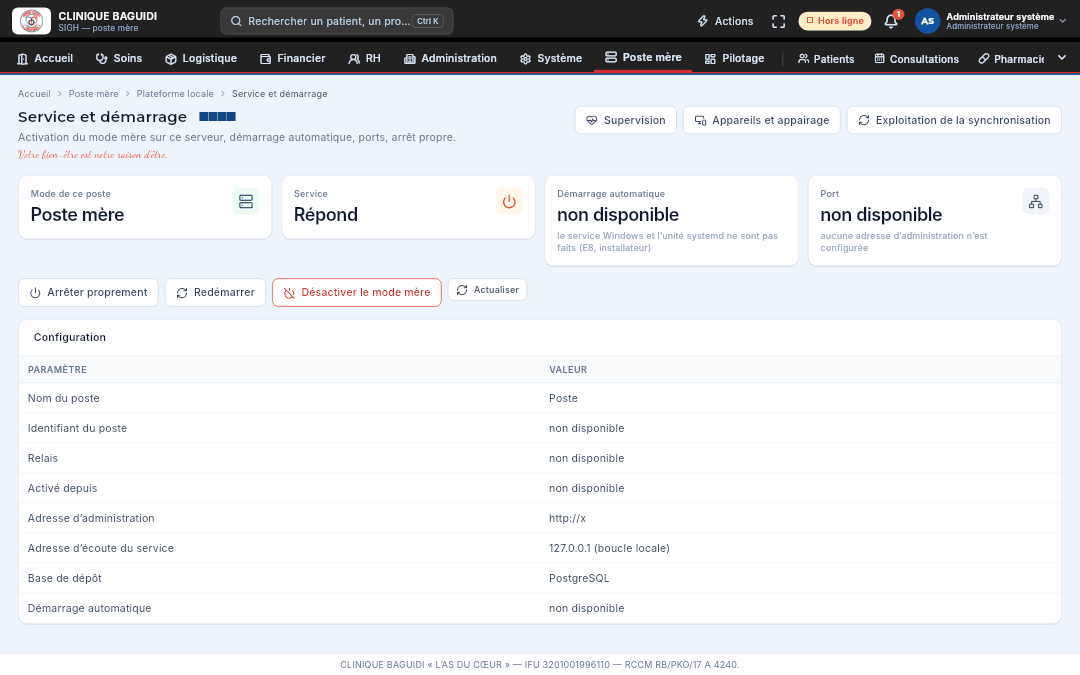 CLINIQUE BAGUIDI
SIGH — poste mère
Rechercher un patient, un pro... Ctrl K
Actions
Hors ligne
1
AS
Administrateur système
Administrateur système
Accueil
Soins
Logistique
Financier
RH
Administration
Système
Poste mère
Pilotage
Patients
Consultations
Pharmacie
Accueil > Poste mère > Plateforme locale > Service et démarrage
Service et démarrage
Activation du mode mère sur ce serveur, démarrage automatique, ports, arrêt propre.
Votre bien-être est notre raison d'être.
Supervision
Appareils et appairage
Exploitation de la synchronisation
Mode de ce poste
Poste mère
Service
Répond
Démarrage automatique
non disponible
le service Windows et l'unité systemd ne sont pas
faits (E8, installateur)
Port
non disponible
aucune adresse d'administration n'est
configurée
Arrêter proprement
Redémarrer
Désactiver le mode mère
Actualiser
Configuration
PARAMÈTRE VALEUR
Nom du poste Poste
Identifiant du poste non disponible
Relais non disponible
Activé depuis non disponible
Adresse d'administration http://x
Adresse d'écoute du service 127.0.0.1 (boucle locale)
Base de dépôt PostgreSQL
Démarrage automatique non disponible
CLINIQUE BAGUIDI « L'AS DU CŒUR » — IFU 3201001996110 — RCCM RB/PKO/17 A 4240.